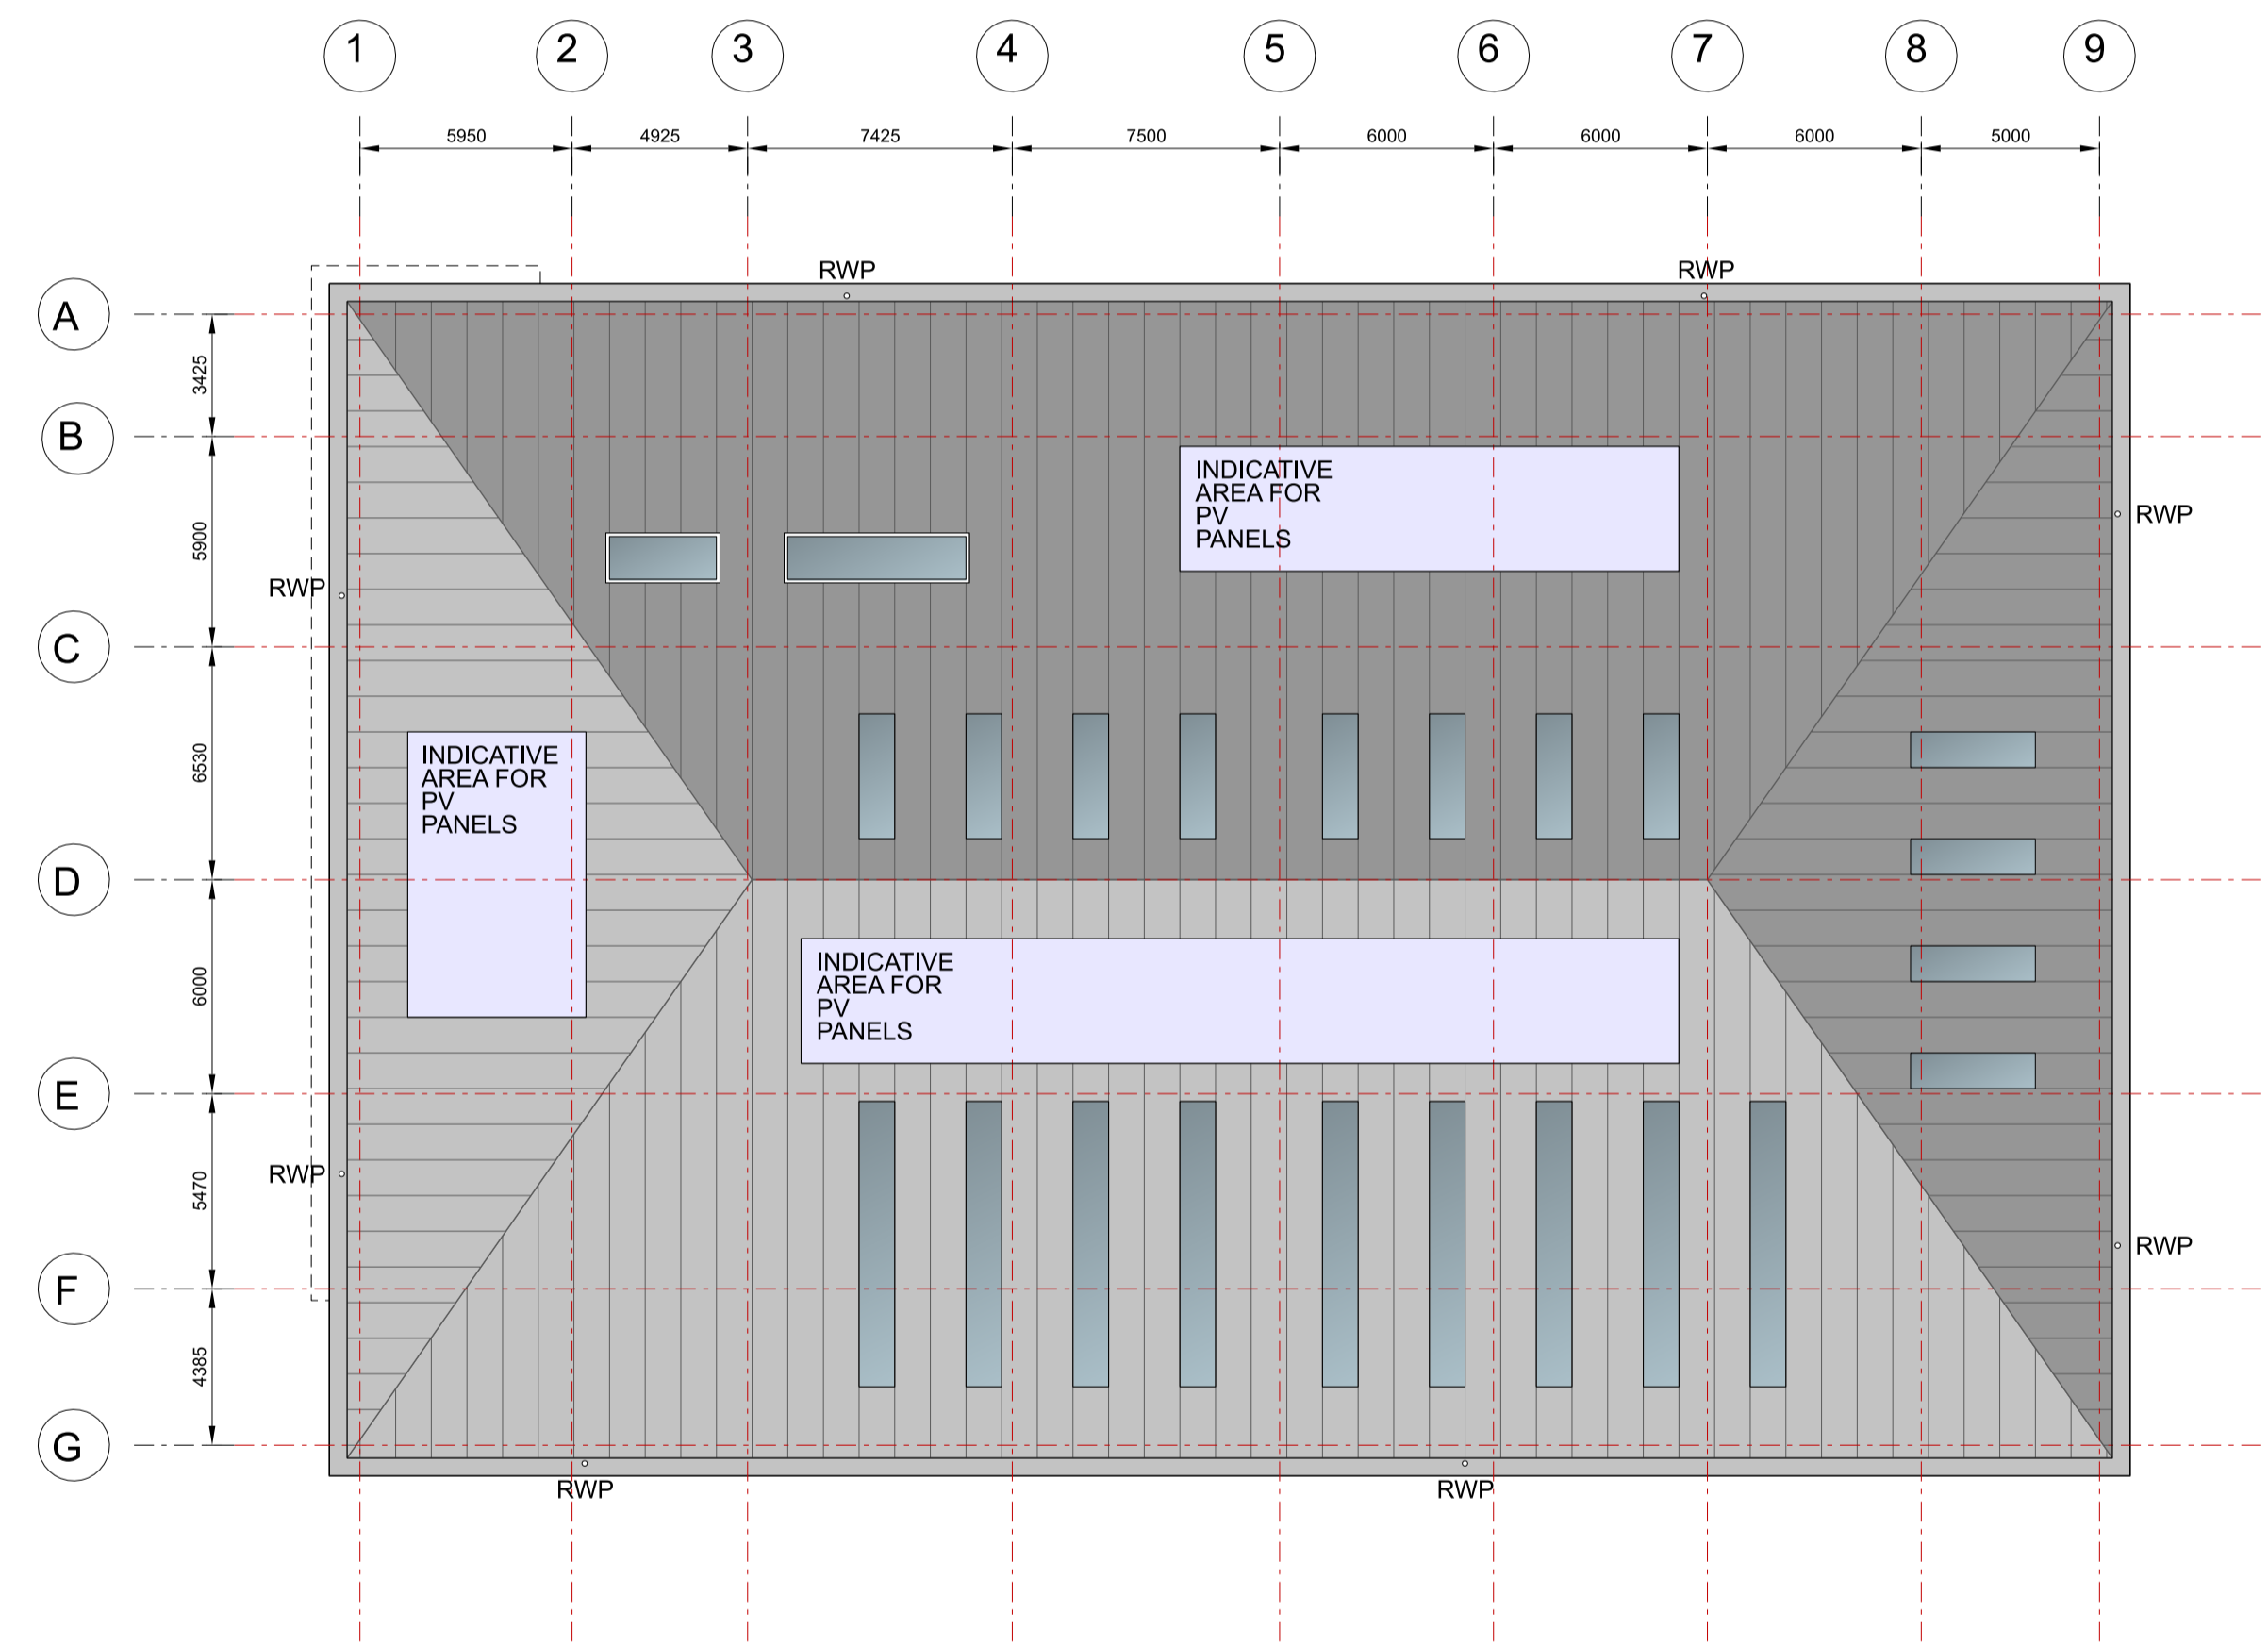 1 2 3 4 5 6 7 8 9
5950 4925 7425 7500 6000 6000 6000 5000
RWP RWP
A
3425
B
INDICATIVE
AREA FOR
PV
PANELS
RWP
5900
RWP
C
INDICATIVE
AREA FOR
PV
PANELS
6530
D
INDICATIVE
AREA FOR
PV
PANELS
6000
E
RWP
5470
RWP
F
4385
G
RWP RWP